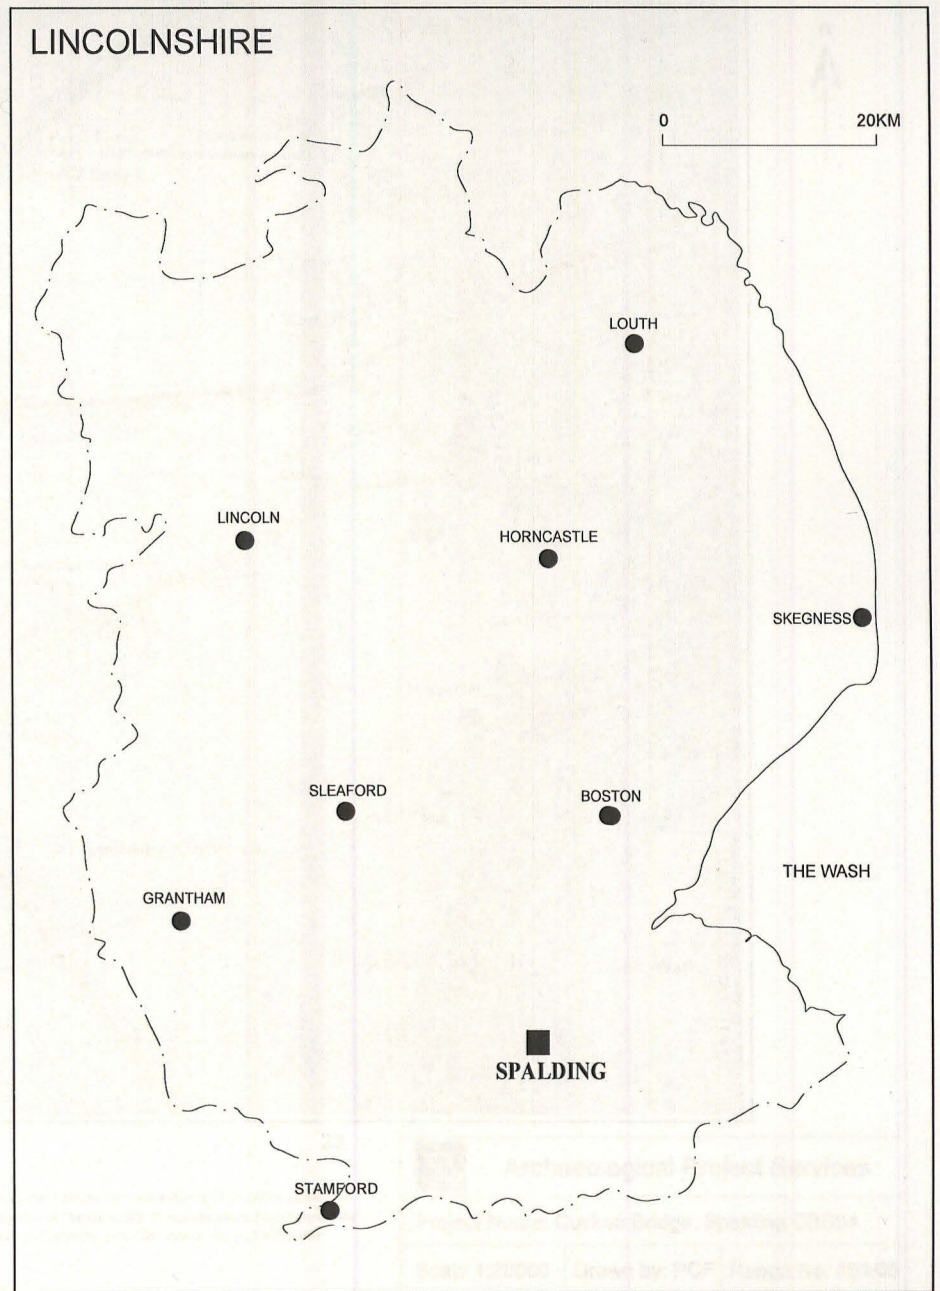 LINCOLNSHIRE
0 20KM
LOUTH
LINCOLN
HORNCASTLE
SKEGNESS
SLEAFORD
BOSTON
THE WASH
GRANTHAM
SPALDING
STAMFORD
Archaeological Project Services